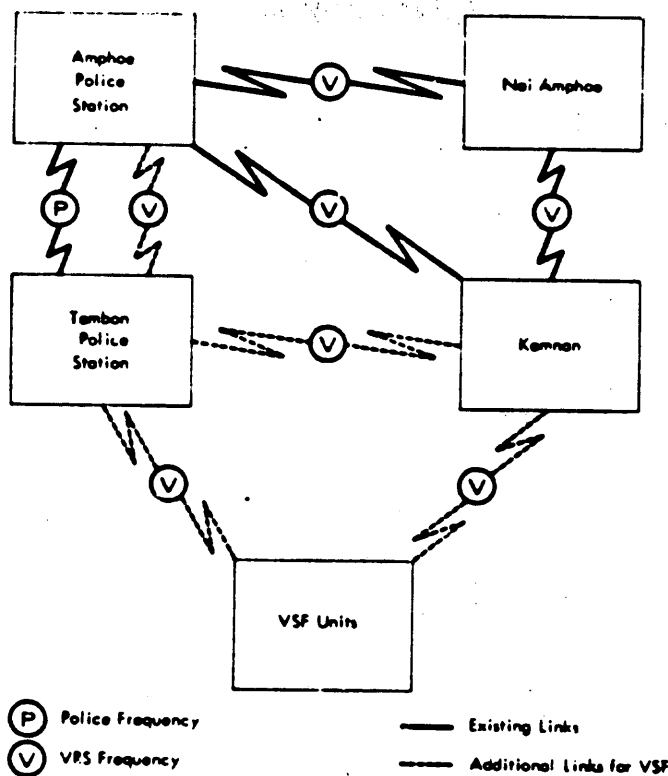 Amphoe
Police
Station
V
Nai Amphoe
P
V
V
V
Tambon
Police
Station
V
Kamnan
V
V
VSF Units
P Police Frequency
V VRS Frequency
Existing Links
Additional Links for VSF